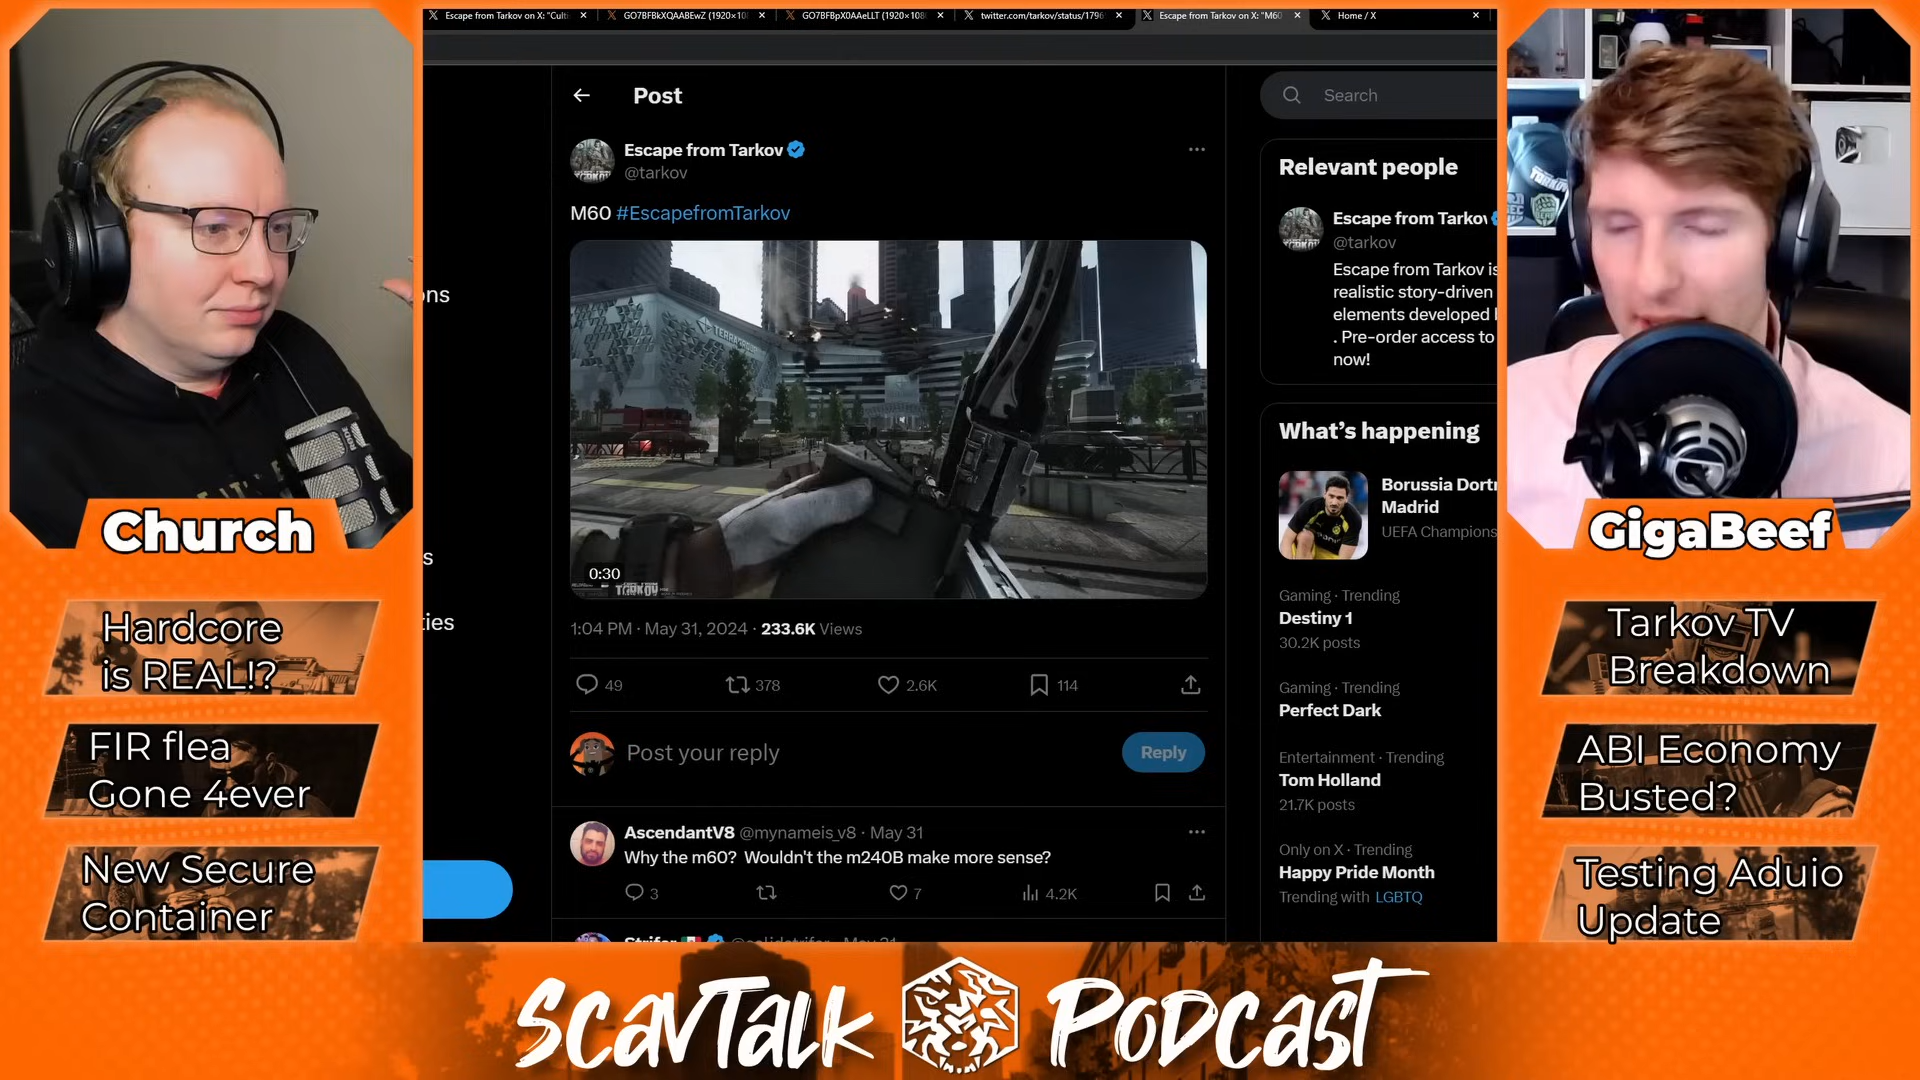 Escape from Tarkov on X: "Cult
GO7BFBkXQAABEwZ (1920×10
GO7BFBpX0AAeLLT (1920×108
twitter.com/tarkov/status/1796
Escape from Tarkov on X: "M60
Home / X
Post
Search
Escape from Tarkov
@tarkov
M60 #EscapefromTarkov
TERRAGROUP
0:30
TARKOV
1:04 PM · May 31, 2024 · 233.6K Views
49
378
2.6K
114
Post your reply
Reply
AscendantV8 @mynameis_v8 · May 31
Why the m60? Wouldn't the m240B make more sense?
3
7
4.2K
ons
s
ties
Relevant people
Escape from Tarkov
@tarkov
Escape from Tarkov is
realistic story-driven
elements developed
. Pre-order access to
now!
What's happening
Borussia Dort
Madrid
UEFA Champions
Gaming · Trending
Destiny 1
30.2K posts
Gaming · Trending
Perfect Dark
Entertainment · Trending
Tom Holland
21.7K posts
Only on X · Trending
Happy Pride Month
Trending with LGBTQ
Church
Hardcore
is REAL!?
FIR flea
Gone 4ever
New Secure
Container
GigaBeef
Tarkov TV
Breakdown
ABI Economy
Busted?
Testing Aduio
Update
ScavTalk Podcast